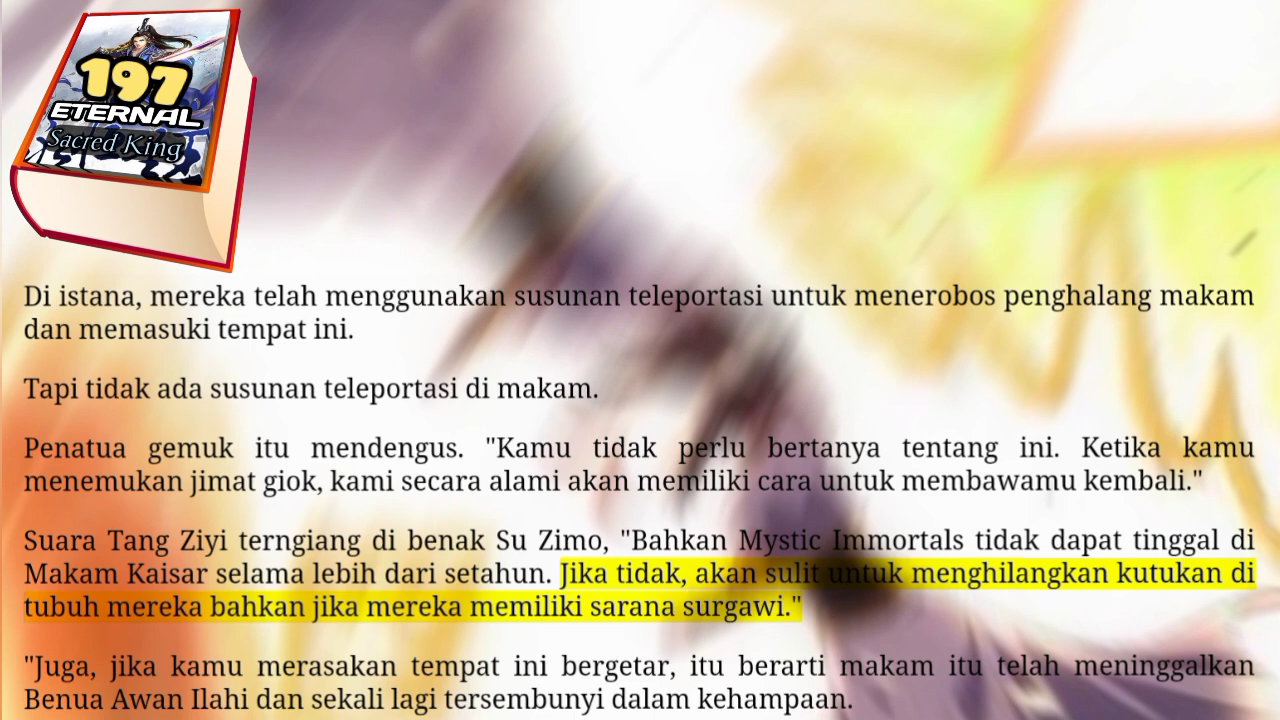 197
ETERNAL
Sacred King
Di istana, mereka telah menggunakan susunan teleportasi untuk menerobos penghalang makam
dan memasuki tempat ini.
Tapi tidak ada susunan teleportasi di makam.
Penatua gemuk itu mendengus. "Kamu tidak perlu bertanya tentang ini. Ketika kamu
menemukan jimat giok, kami secara alami akan memiliki cara untuk membawamu kembali."
Suara Tang Ziyi terngiang di benak Su Zimo, "Bahkan Mystic Immortals tidak dapat tinggal di
Makam Kaisar selama lebih dari setahun. Jika tidak, akan sulit untuk menghilangkan kutukan di
tubuh mereka bahkan jika mereka memiliki sarana surgawi."
"Juga, jika kamu merasakan tempat ini bergetar, itu berarti makam itu telah meninggalkan
Benua Awan Ilahi dan sekali lagi tersembunyi dalam kehampaan.